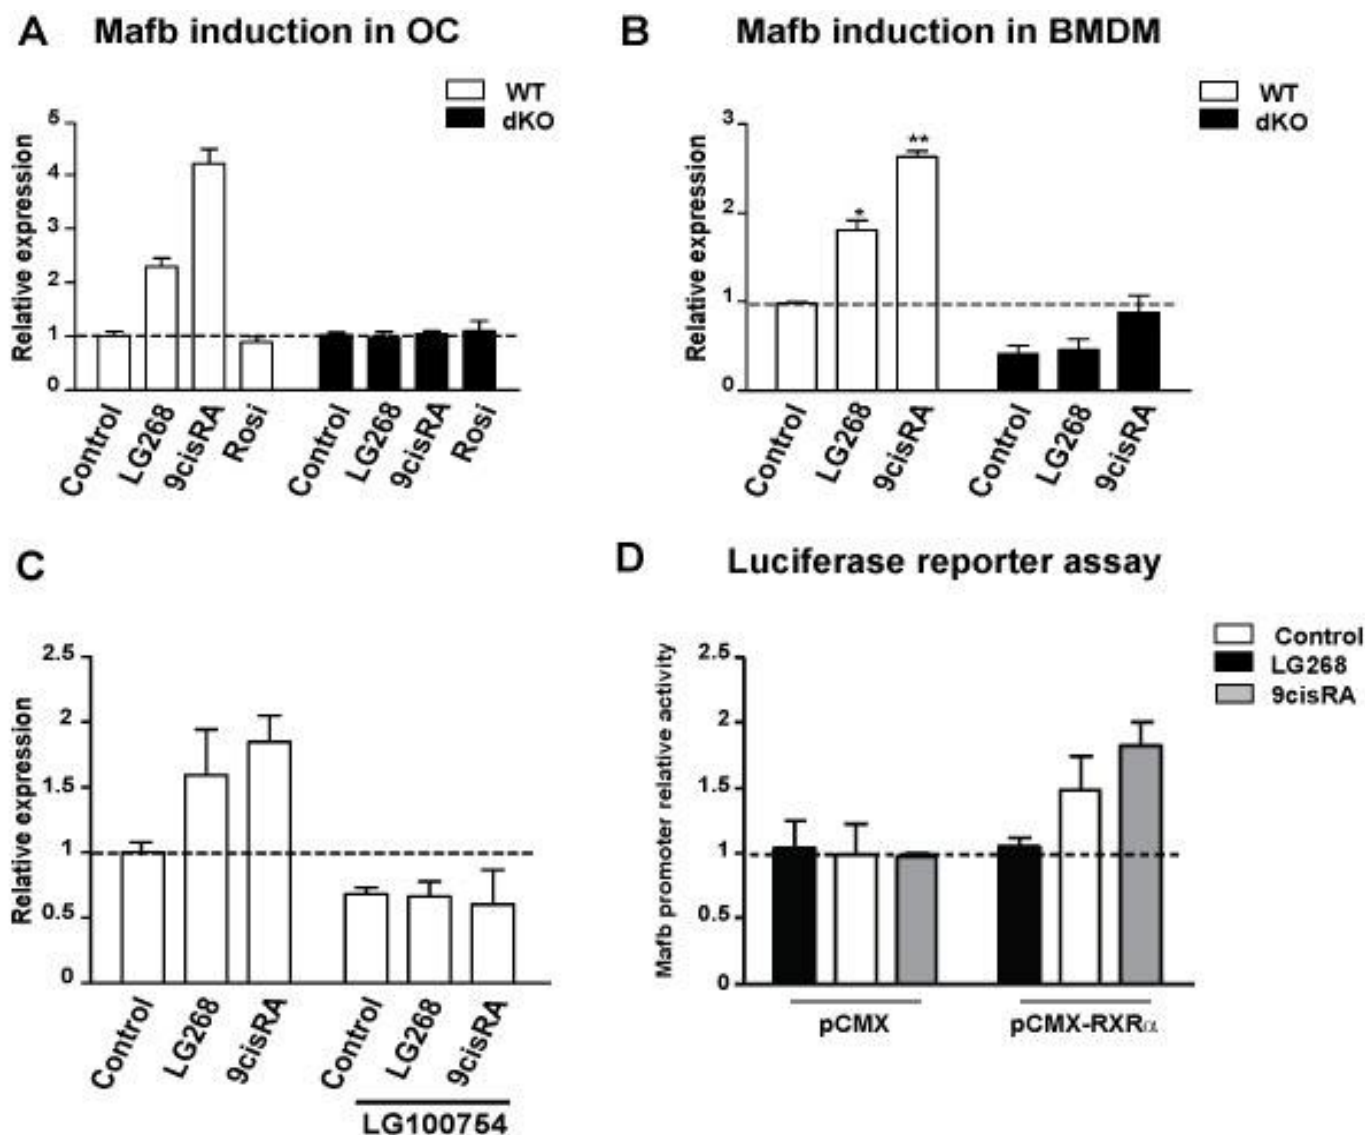 A Mafb induction in OC
WT
dKO
Relative expression
5
4
3
2
1
0
Control
LG268
9cisRA
Rosi
Control
LG268
9cisRA
Rosi
B Mafb induction in BMDM
WT
dKO
Relative expression
3
2
1
0
*
**
Control
LG268
9cisRA
Control
LG268
9cisRA
C
Relative expression
2.5
2
1.5
1
0.5
0
Control
LG268
9cisRA
Control
LG268
9cisRA
LG100754
D Luciferase reporter assay
Control
LG268
9cisRA
Mafb promoter relative activity
2.5
2
1.5
1
0.5
0
pCMX
pCMX-RXRα